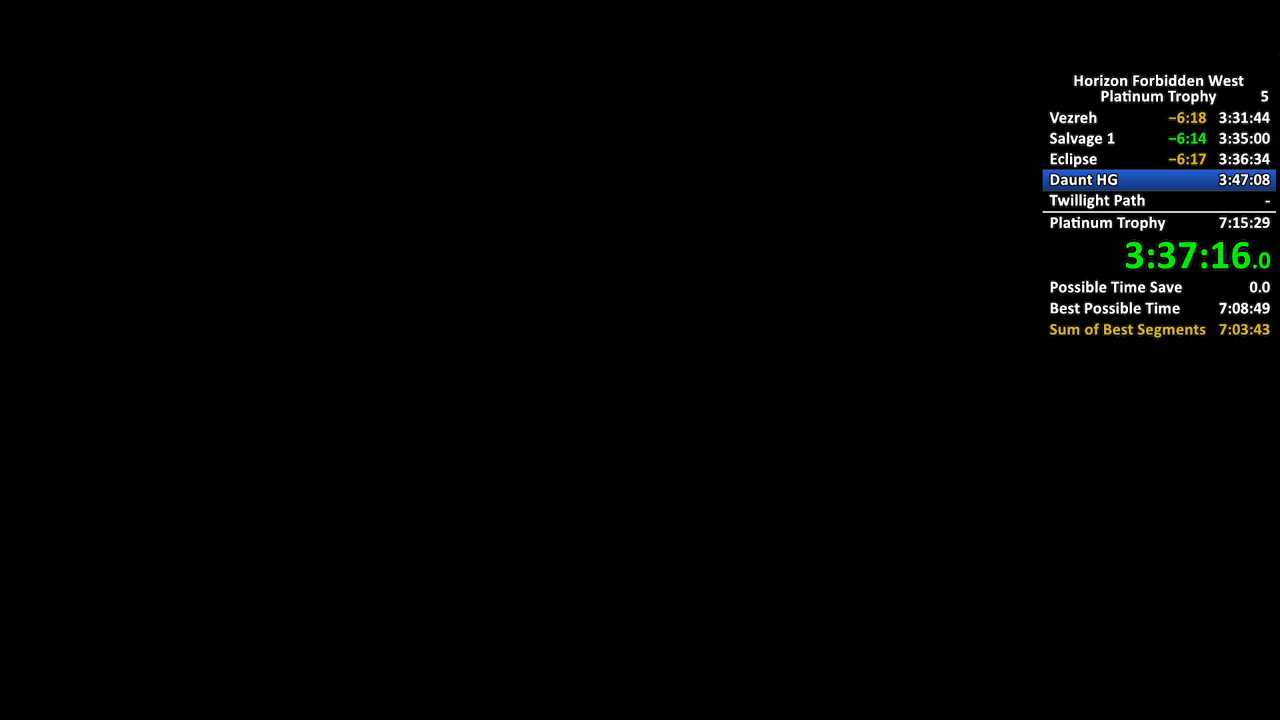 Horizon Forbidden West
Platinum Trophy 5
Vezreh −6:18 3:31:44
Salvage 1 −6:14 3:35:00
Eclipse −6:17 3:36:34
Daunt HG 3:47:08
Twillight Path -
Platinum Trophy 7:15:29
3:37:16.0
Possible Time Save 0.0
Best Possible Time 7:08:49
Sum of Best Segments 7:03:43